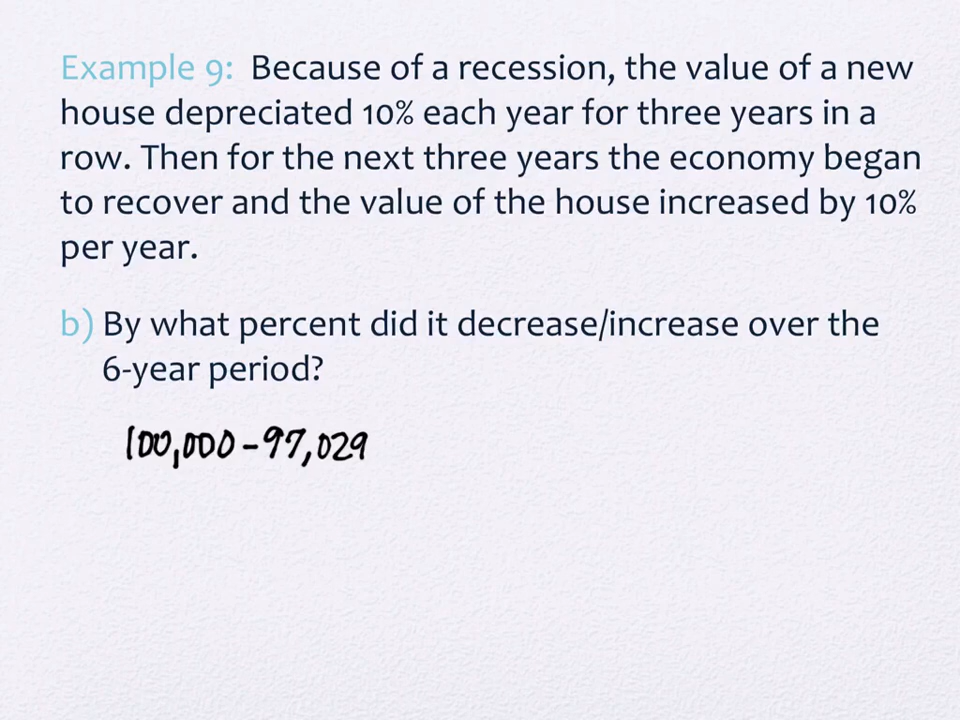 Example 9: Because of a recession, the value of a new
house depreciated 10% each year for three years in a
row. Then for the next three years the economy began
to recover and the value of the house increased by 10%
per year.
b) By what percent did it decrease/increase over the
6-year period?
100,000-97,029